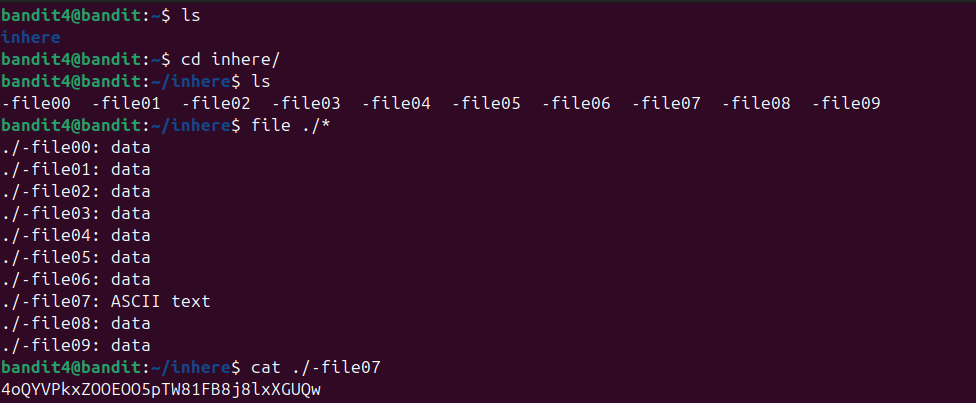 bandit4@bandit:~$ ls
inhere
bandit4@bandit:~$ cd inhere/
bandit4@bandit:~/inhere$ ls
-file00  -file01  -file02  -file03  -file04  -file05  -file06  -file07  -file08  -file09
bandit4@bandit:~/inhere$ file ./*
./-file00: data
./-file01: data
./-file02: data
./-file03: data
./-file04: data
./-file05: data
./-file06: data
./-file07: ASCII text
./-file08: data
./-file09: data
bandit4@bandit:~/inhere$ cat ./-file07
4oQYVPkxZOOEOO5pTW81FB8j8lxXGUQw